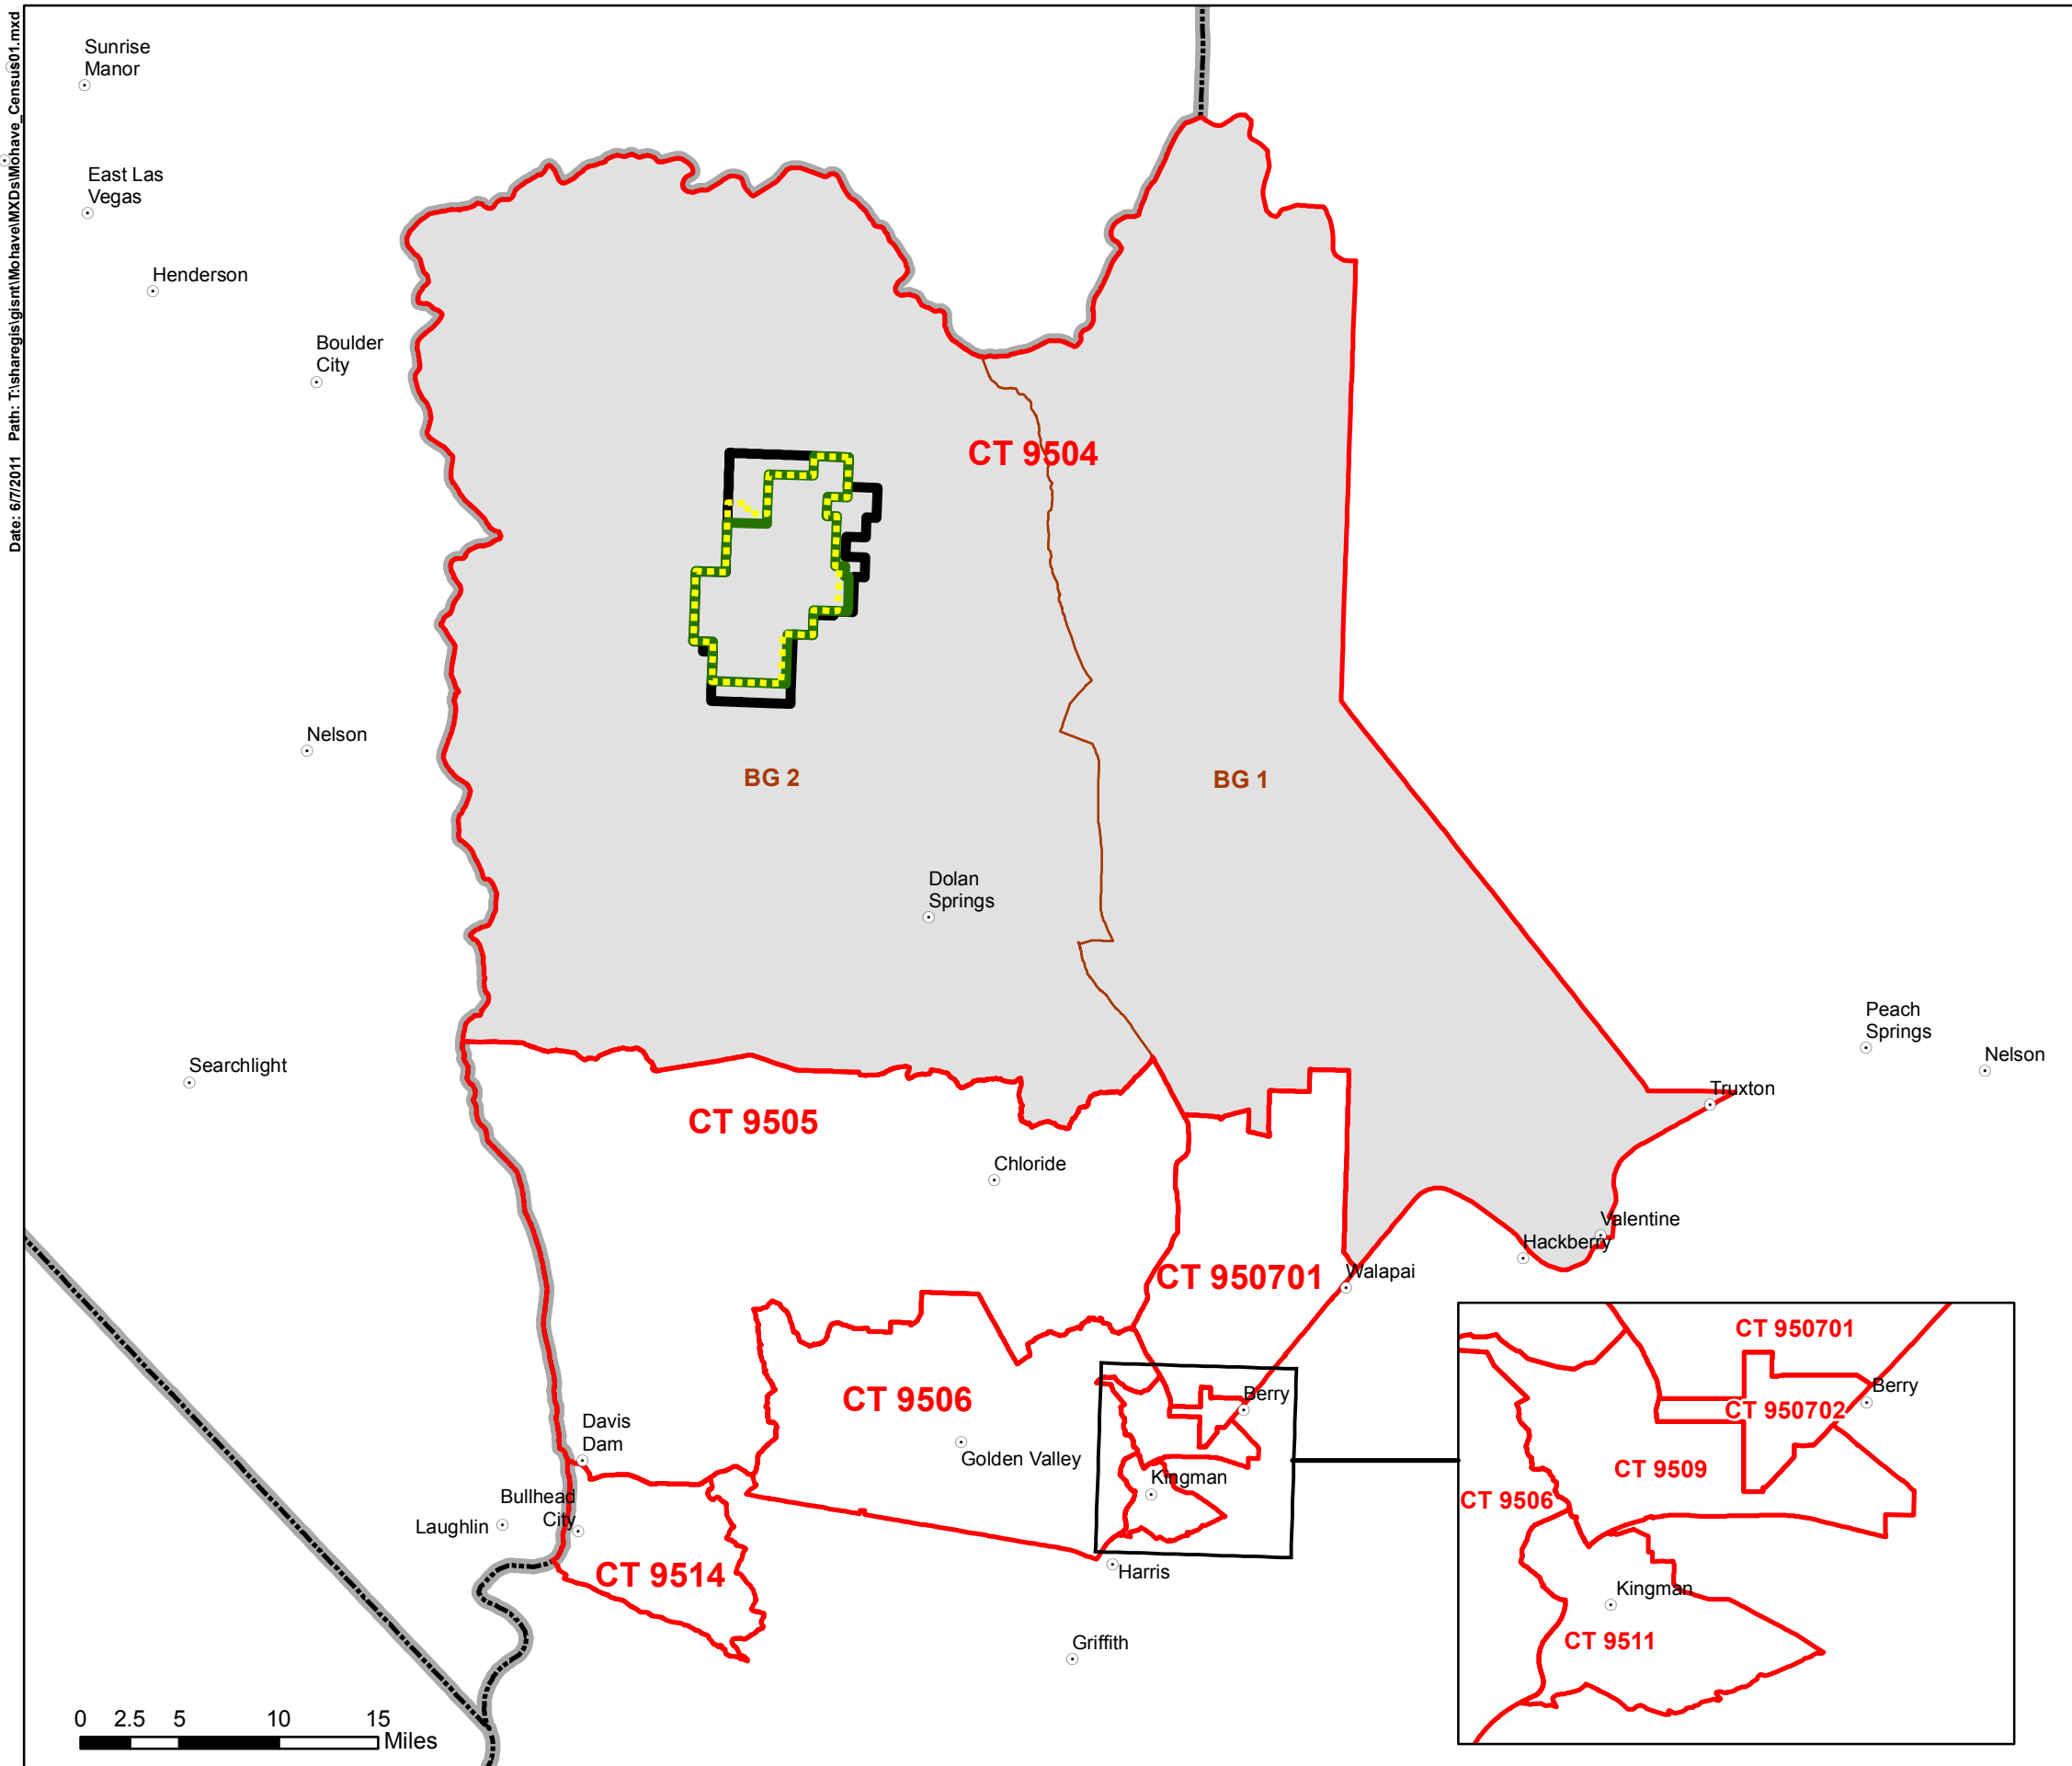 Date: 6/7/2011 Path: T:\sharegis\gisnt\Mohave\MXDs\Mohave_Census01.mxd
Sunrise
Manor
East Las
Vegas
Henderson
Boulder
City
CT 9504
Nelson
BG 2
BG 1
Dolan
Springs
Peach
Springs
Nelson
Searchlight
Truxton
CT 9505
Chloride
Valentine
Hackberry
Walapai
CT 950701
CT 9506
Berry
Davis
Dam
Golden Valley
Kingman
Bullhead
City
Laughlin
Harris
CT 9514
Griffith
CT 950701
Berry
CT 950702
CT 9509
CT 9506
Kingman
CT 9511
0 2.5 5 10 15
Miles